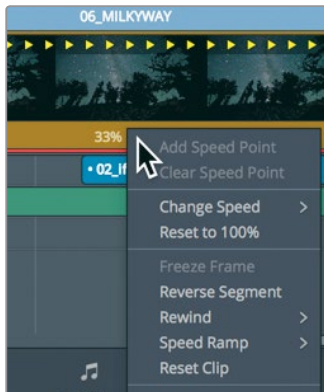 06_MILKYWAY
33%
Add Speed Point
• 02_If
Clear Speed Point
Change Speed >
Reset to 100%
Freeze Frame
Reverse Segment
Rewind >
Speed Ramp >
Reset Clip